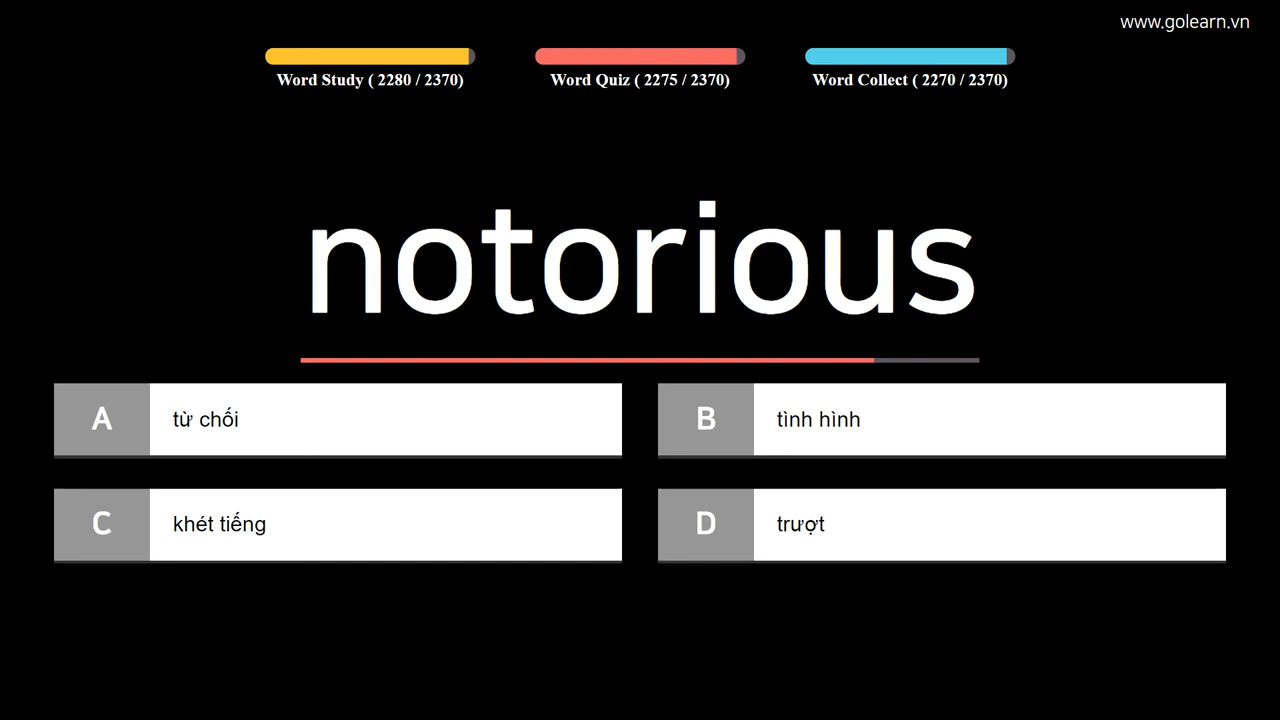 www.golearn.vn
Word Study ( 2280 / 2370)
Word Quiz ( 2275 / 2370)
Word Collect ( 2270 / 2370)
notorious
A từ chối
B tình hình
C khét tiếng
D trượt